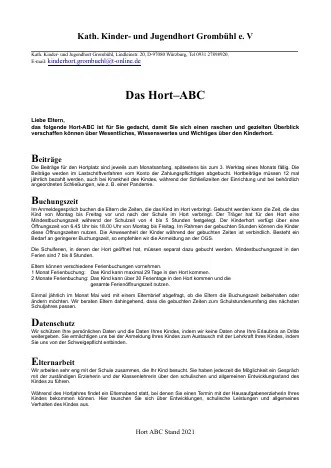 Kath. Kinder- und Jugendhort Grombühl e. V
Kath. Kinder- und Jugendhort Grombühl, Lindleinstr. 20, D-97080 Würzburg, Tel 0931 27898920,
E-mail: kinderhort.grombuehl@t-online.de
Das Hort–ABC
Liebe Eltern,
das folgende Hort-ABC ist für Sie gedacht, damit Sie sich einen raschen und gezielten Überblick
verschaffen können über Wesentliches, Wissenswertes und Wichtiges über den Kinderhort.
Beiträge
Die Beiträge für den Hortplatz sind jeweils zum Monatsanfang, spätestens bis zum 3. Werktag eines Monats fällig. Die
Beiträge werden im Lastschriftverfahren vom Konto der Zahlungspflichtigen abgebucht. Hortbeiträge müssen 12 mal
jährlich bezahlt werden, auch bei Krankheit des Kindes, während der Schließzeiten der Einrichtung und bei behördlich
angeordneten Schließungen, wie z. B. einer Pandemie.
Buchungszeit
Im Anmeldegespräch buchen die Eltern die Zeiten, die das Kind im Hort verbringt. Gebucht werden kann die Zeit, die das
Kind von Montag bis Freitag vor und nach der Schule im Hort verbringt. Der Träger hat für den Hort eine
Mindestbuchungszeit während der Schulzeit von 4 bis 5 Stunden festgelegt. Der Kinderhort verfügt über eine
Öffnungszeit von 6.45 Uhr bis 18.00 Uhr von Montag bis Freitag. Im Rahmen der gebuchten Stunden können die Kinder
diese Öffnungszeiten nutzen. Die Anwesenheit der Kinder während der gebuchten Zeiten ist verbindlich. Besteht ein
Bedarf an geringerer Buchungszeit, so empfehlen wir die Anmeldung an der OGS.
Die Schulferien, in denen der Hort geöffnet hat, müssen separat dazu gebucht werden. Mindestbuchungszeit in den
Ferien sind 7 bis 8 Stunden.
Eltern können verschiedene Ferienbuchungen vornehmen.
1 Monat Ferienbuchung: Das Kind kann maximal 29 Tage in den Hort kommen.
2 Monate Ferienbuchung: Das Kind kann über 30 Ferientage in den Hort kommen und die
gesamte Ferienöffnungszeit nutzen.
Einmal jährlich im Monat Mai wird mit einem Elternbrief abgefragt, ob die Eltern die Buchungszeit beibehalten oder
ändern möchten. Wir beraten Eltern dahingehend, dass die gebuchten Zeiten zum Schulstundenumfang des nächsten
Schuljahres passen.
Datenschutz
Wir schützen Ihre persönlichen Daten und die Daten Ihres Kindes, indem wir keine Daten ohne Ihre Erlaubnis an Dritte
weitergeben. Sie ermächtigen uns bei der Anmeldung Ihres Kindes zum Austausch mit der Lehrkraft Ihres Kindes, indem
Sie uns von der Schweigepflicht entbinden.
Elternarbeit
Wir arbeiten sehr eng mit der Schule zusammen, die Ihr Kind besucht. Sie haben jederzeit die Möglichkeit ein Gespräch
mit der zuständigen Erzieherin und der Klassenlehrerin über den schulischen und allgemeinen Entwicklungsstand des
Kindes zu führen.
Während des Hortjahres findet ein Elternabend statt, bei denen Sie einen Termin mit der Hausaufgabenerzieherin Ihres
Kindes bekommen können. Hier tauschen Sie sich über Entwicklungen, schulische Leistungen und allgemeines
Verhalten des Kindes aus.
Hort ABC Stand 2021